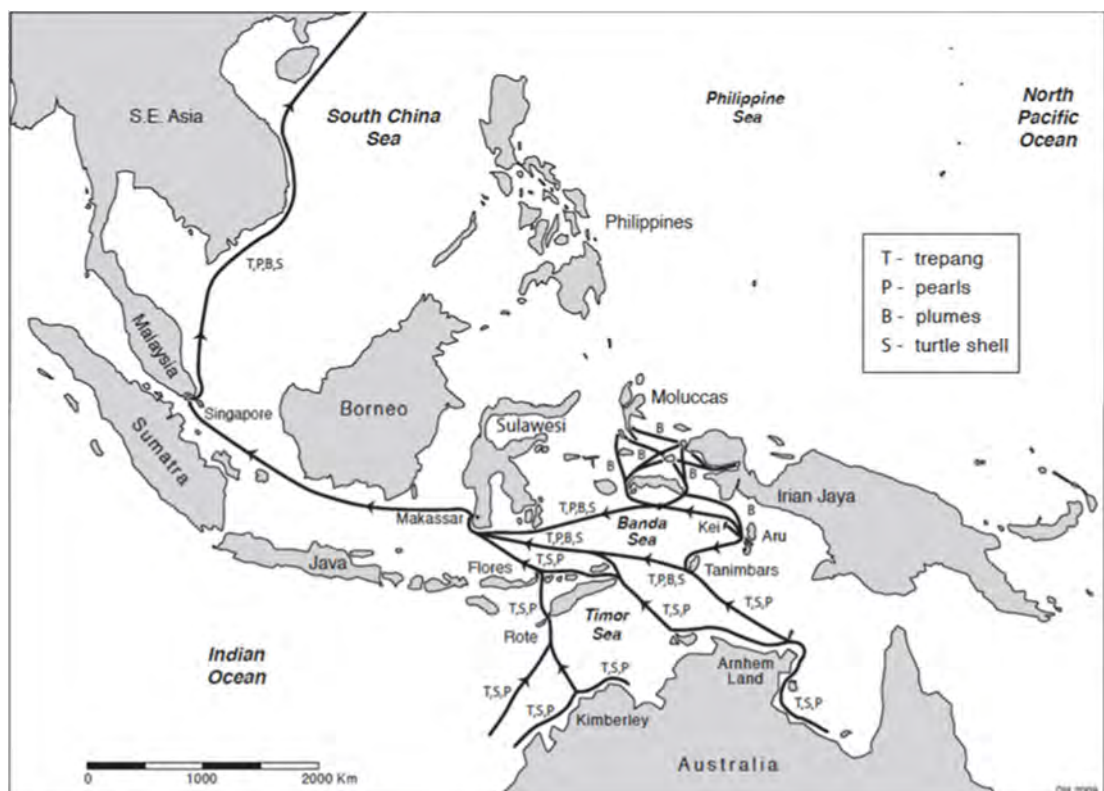 S.E. Asia
South China
Sea
Philippine
Sea
North
Pacific
Ocean
Philippines
T - trepang
P - pearls
B - plumes
S - turtle shell
T,P,B,S
Malaysia
Singapore
Sumatra
Borneo
Sulawesi
Moluccas
B
B
B
B
B
Irian Jaya
Makassar
T,P,B,S
Banda
Sea
Kei
Aru
T,P,B,S
Java
Flores
T,S,P
Tanimbars
T,P,B,S
T,S,P
Timor
Sea
T,S,P
T,S,P
Rote
Indian
Ocean
T,S,P
T,S,P
Arnhem
Land
T,S,P
T,S,P
Kimberley
Australia
0
1000
2000 Km